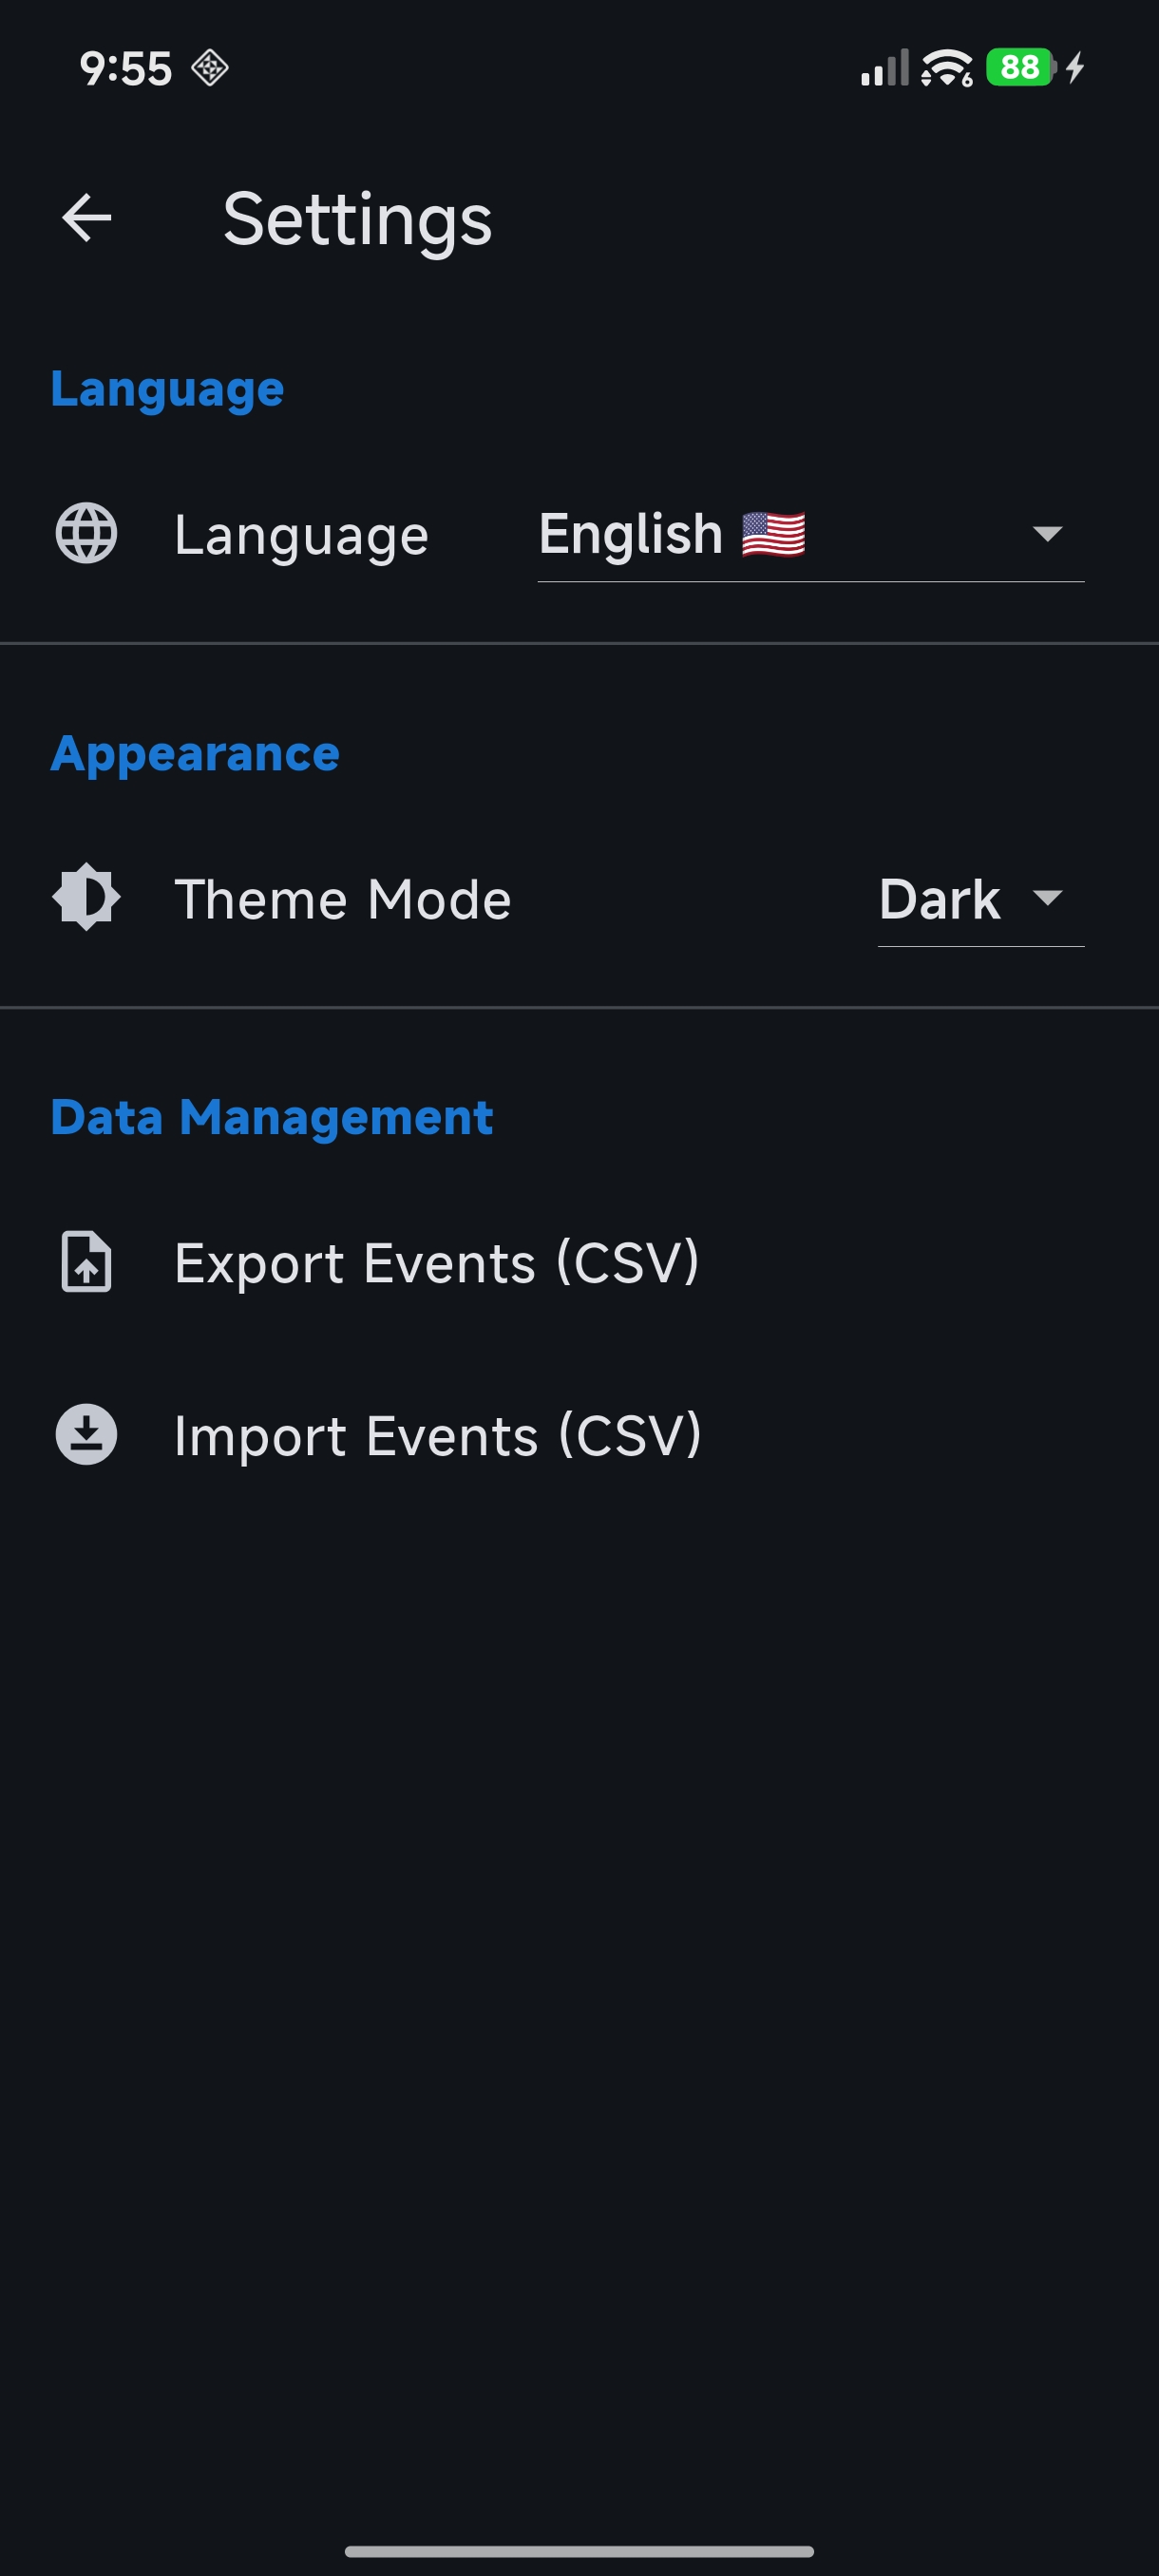 9:55
6 88
Settings
Language
Language English
Appearance
Theme Mode Dark
Data Management
Export Events (CSV)
Import Events (CSV)